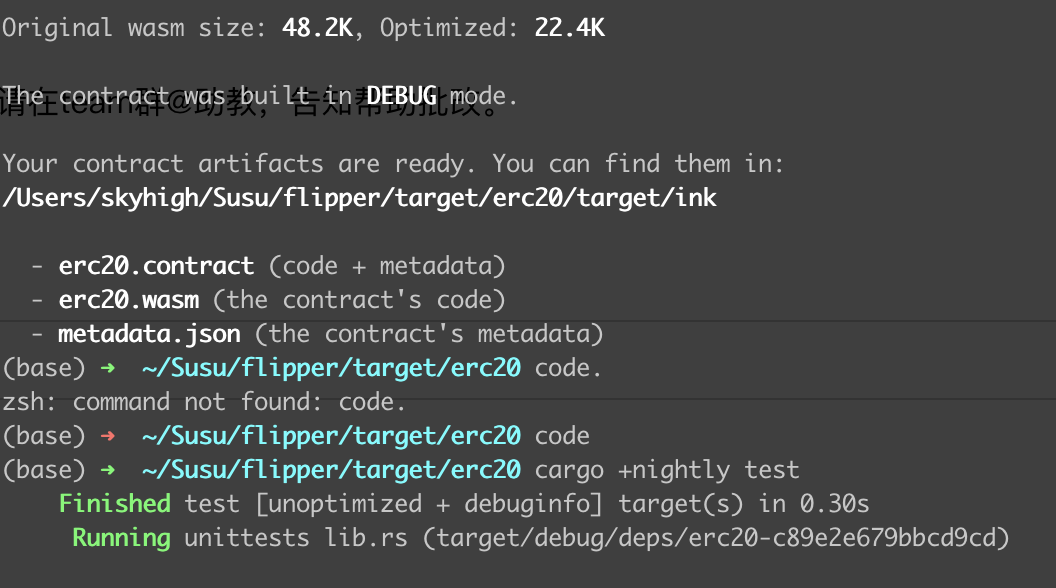 Original wasm size: 48.2K, Optimized: 22.4K
The contract was built in DEBUG mode.
请在team群@助教，告知帮助批改。
Your contract artifacts are ready. You can find them in:
/Users/skyhigh/Susu/flipper/target/erc20/target/ink
- erc20.contract (code + metadata)
- erc20.wasm (the contract's code)
- metadata.json (the contract's metadata)
(base) ➜ ~/Susu/flipper/target/erc20 code.
zsh: command not found: code.
(base) ➜ ~/Susu/flipper/target/erc20 code
(base) ➜ ~/Susu/flipper/target/erc20 cargo +nightly test
Finished test [unoptimized + debuginfo] target(s) in 0.30s
Running unittests lib.rs (target/debug/deps/erc20-c89e2e679bbcd9cd)